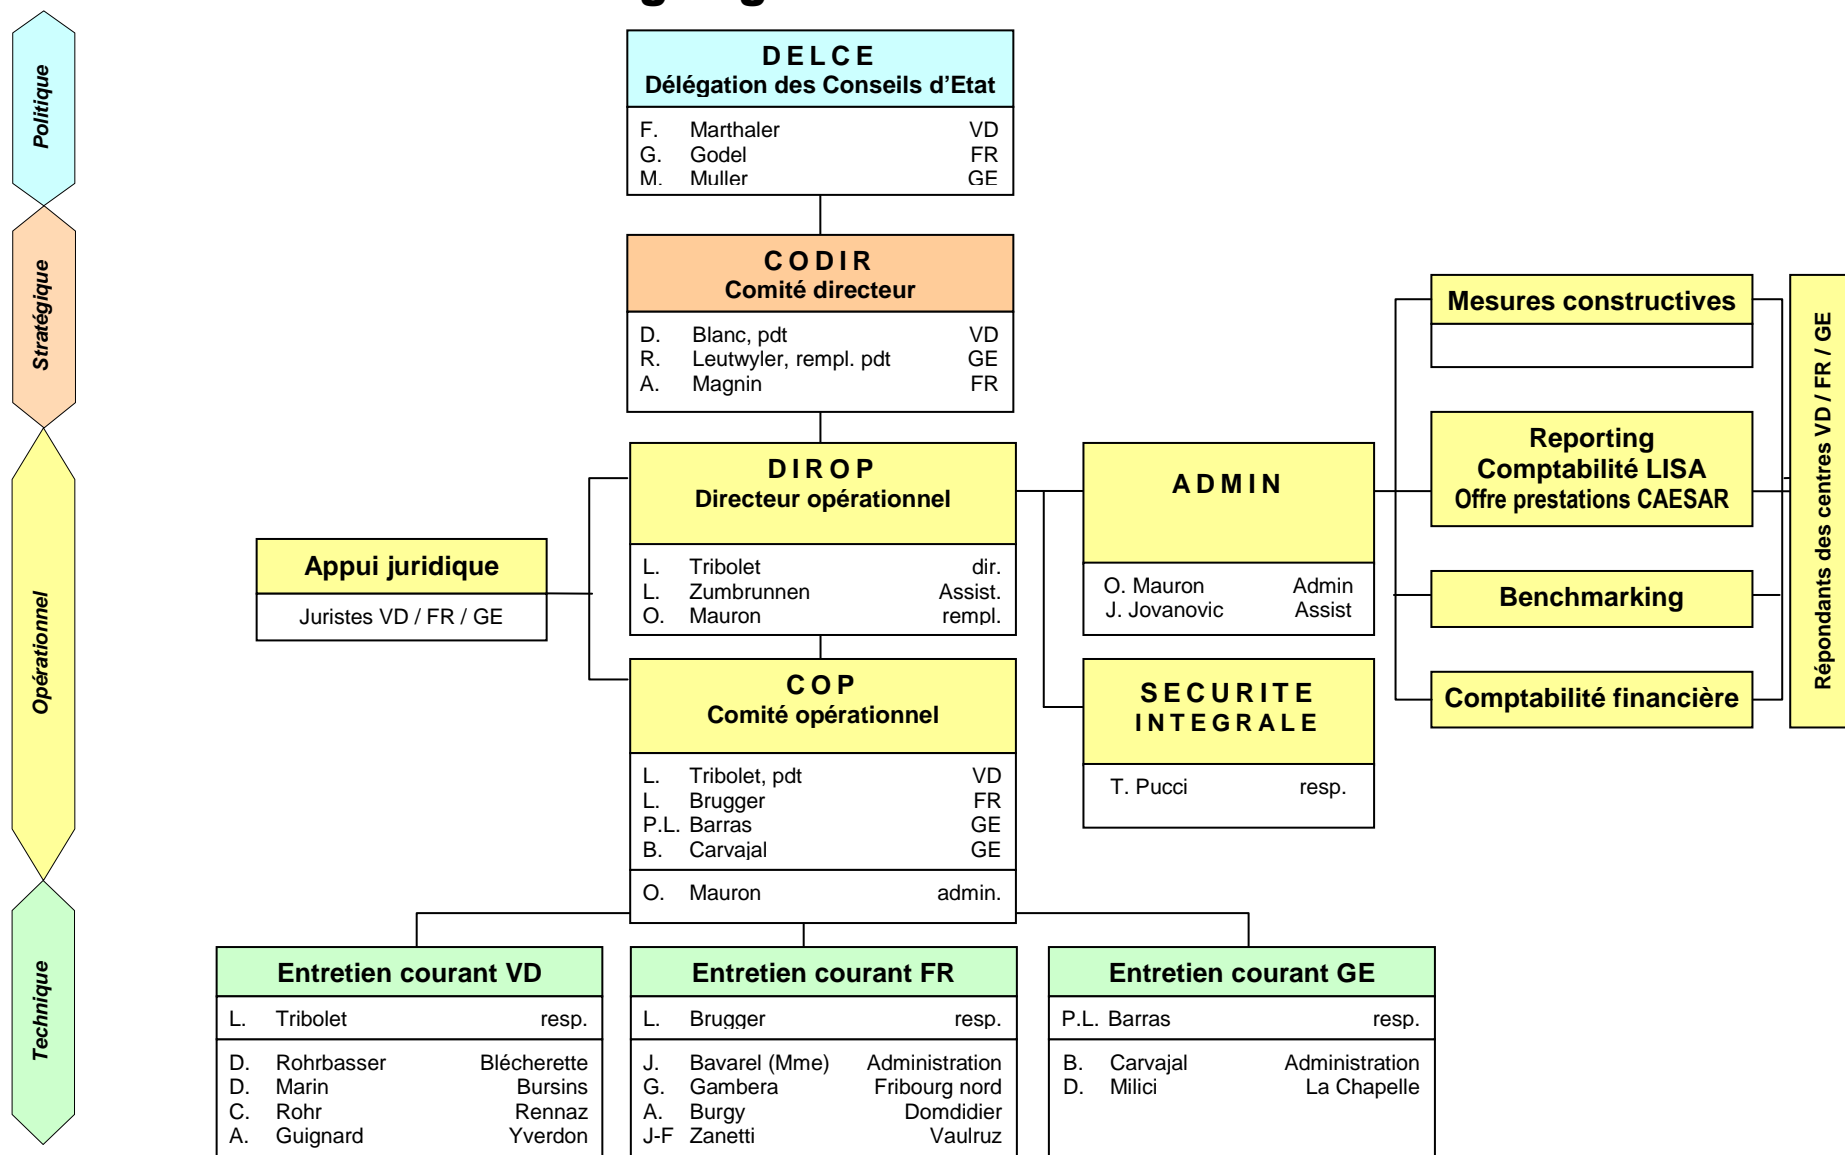 Politique
Stratégique
Opérationnel
Technique
DELCE
Délégation des Conseils d'Etat
F. Marthaler VD
G. Godel FR
M. Muller GE
CODIR
Comité directeur
D. Blanc, pdt VD
R. Leutwyler, rempl. pdt GE
A. Magnin FR
DIROP
Directeur opérationnel
L. Tribolet dir.
L. Zumbrunnen Assist.
O. Mauron rempl.
Appui juridique
Juristes VD / FR / GE
ADMIN
O. Mauron Admin
J. Jovanovic Assist
Mesures constructives
Reporting
Comptabilité LISA
Offre prestations CAESAR
Benchmarking
Comptabilité financière
Répondants des centres VD / FR / GE
COP
Comité opérationnel
L. Tribolet, pdt VD
L. Brugger FR
P.L. Barras GE
B. Carvajal GE
O. Mauron admin.
SECURITE
INTEGRALE
T. Pucci resp.
Entretien courant VD
L. Tribolet resp.
D. Rohrbasser Blécherette
D. Marin Bursins
C. Rohr Rennaz
A. Guignard Yverdon
Entretien courant FR
L. Brugger resp.
J. Bavarel (Mme) Administration
G. Gambera Fribourg nord
A. Burgy Domdidier
J-F Zanetti Vaulruz
Entretien courant GE
P.L. Barras resp.
B. Carvajal Administration
D. Milici La Chapelle